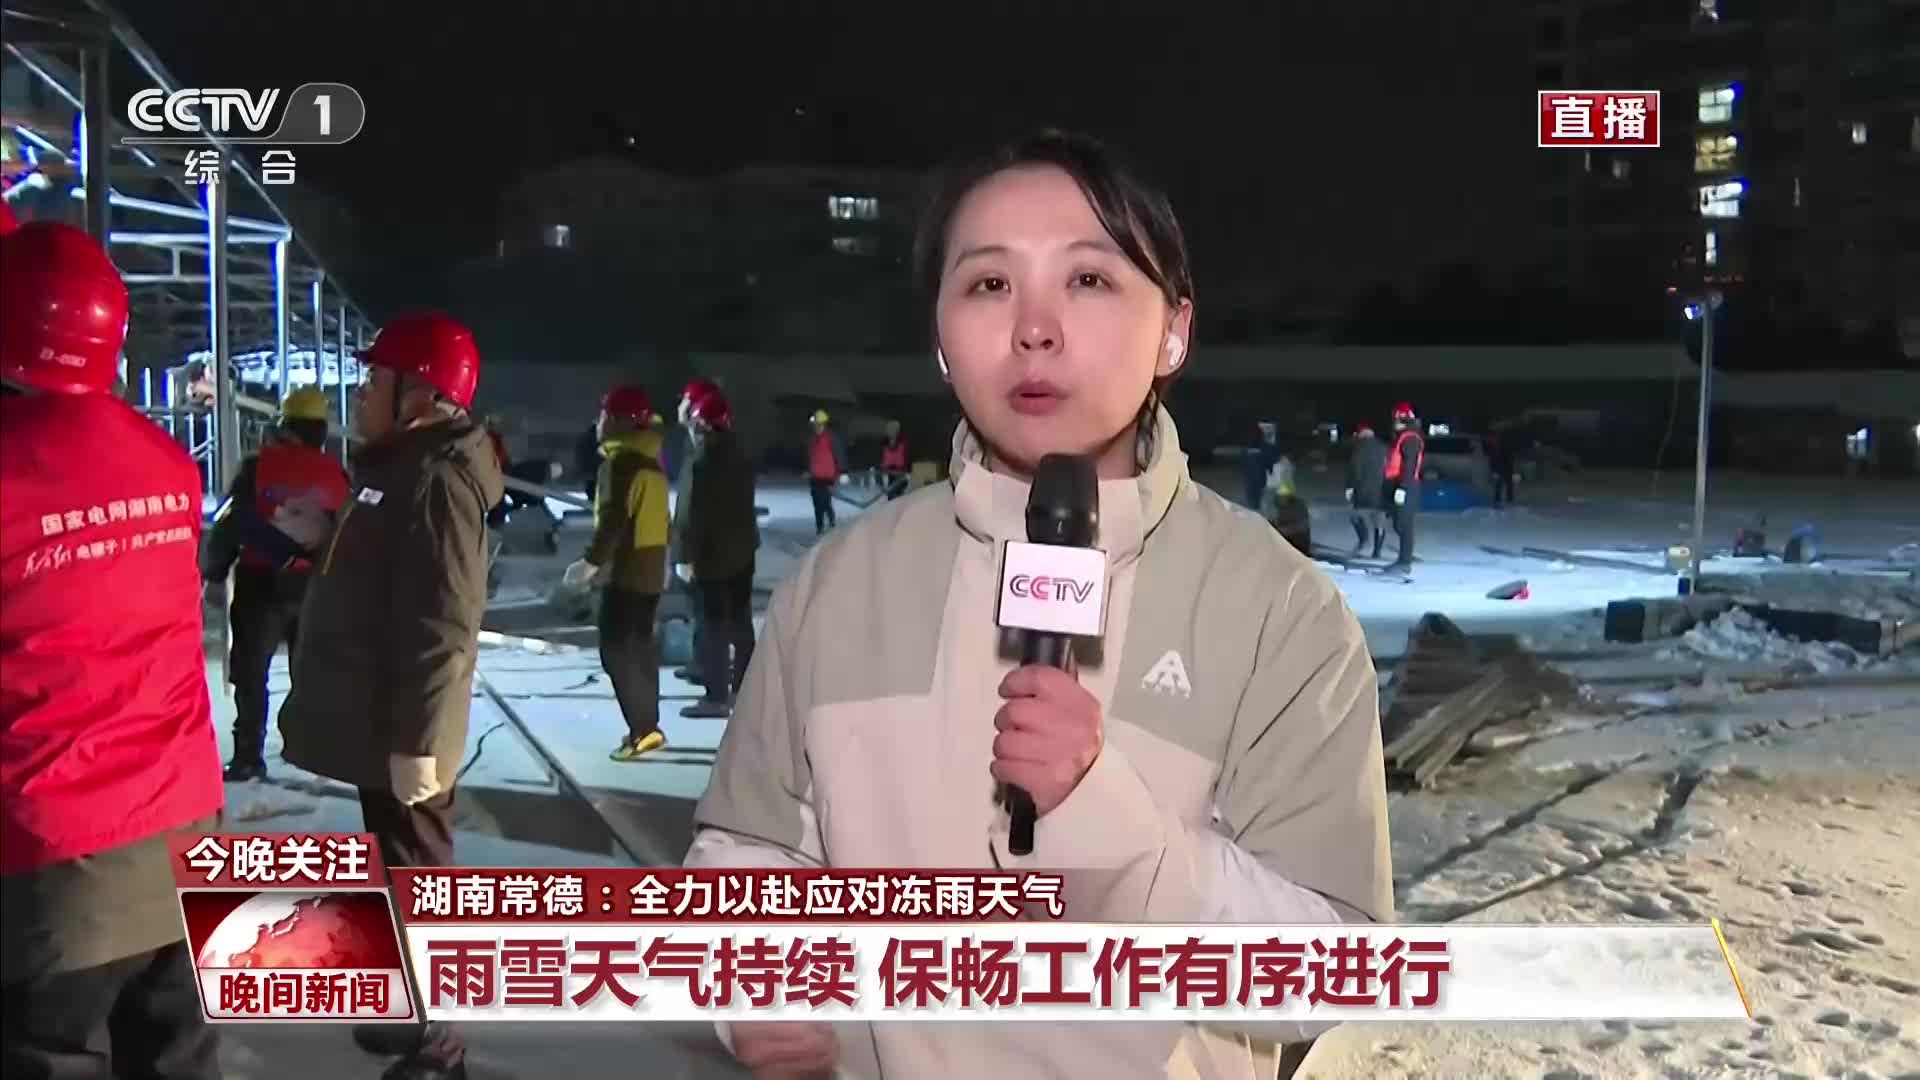 CCTV 1
综合
直播
国家电网湖南电力
CCTV
今晚关注
湖南常德：全力以赴应对冻雨天气
晚间新闻
雨雪天气持续 保畅工作有序进行